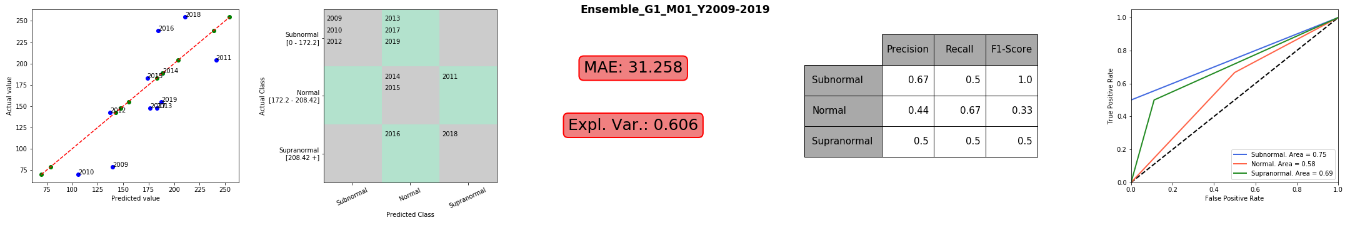 Ensemble_G1_M01_Y2009-2019
250
225
200
175
150
125
100
75
75 100 125 150 175 200 225 250
Actual value
Predicted value
2018
2016
2011
2014
2019
2009
2010
Actual Class
Subnormal
[0 - 172.2]
Normal
[172.2 - 208.42]
Supranormal
[208.42 +]
2009 2013
2010 2017
2012 2019
2014 2011
2015
2016 2018
Subnormal Normal Supranormal
Predicted Class
MAE: 31.258
Expl. Var.: 0.606
Precision Recall F1-Score
Subnormal 0.67 0.5 1.0
Normal 0.44 0.67 0.33
Supranormal 0.5 0.5 0.5
True Positive Rate
1.0
0.8
0.6
0.4
0.2
0.0
0.0 0.2 0.4 0.6 0.8 1.0
False Positive Rate
Subnormal. Area = 0.75
Normal. Area = 0.58
Supranormal. Area = 0.69